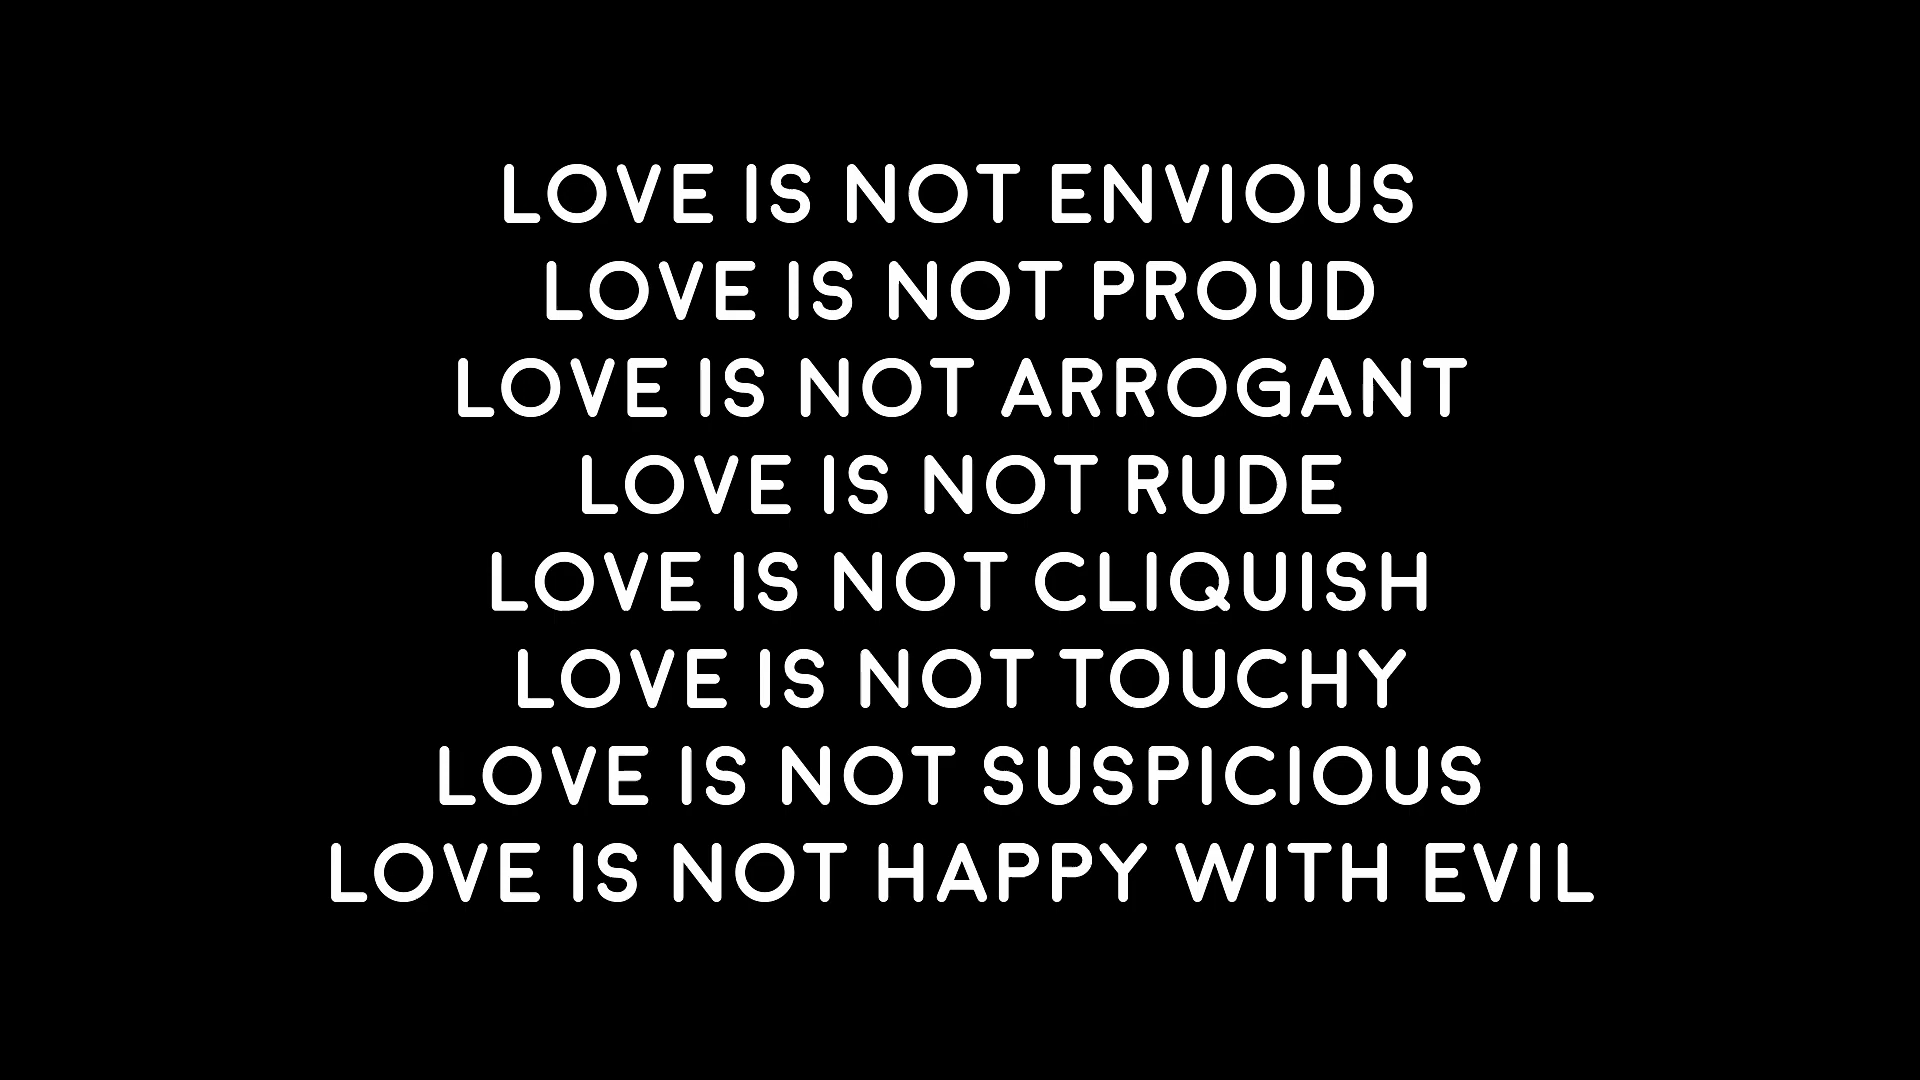 LOVE IS NOT ENVIOUS
LOVE IS NOT PROUD
LOVE IS NOT ARROGANT
LOVE IS NOT RUDE
LOVE IS NOT CLIQUISH
LOVE IS NOT TOUCHY
LOVE IS NOT SUSPICIOUS
LOVE IS NOT HAPPY WITH EVIL